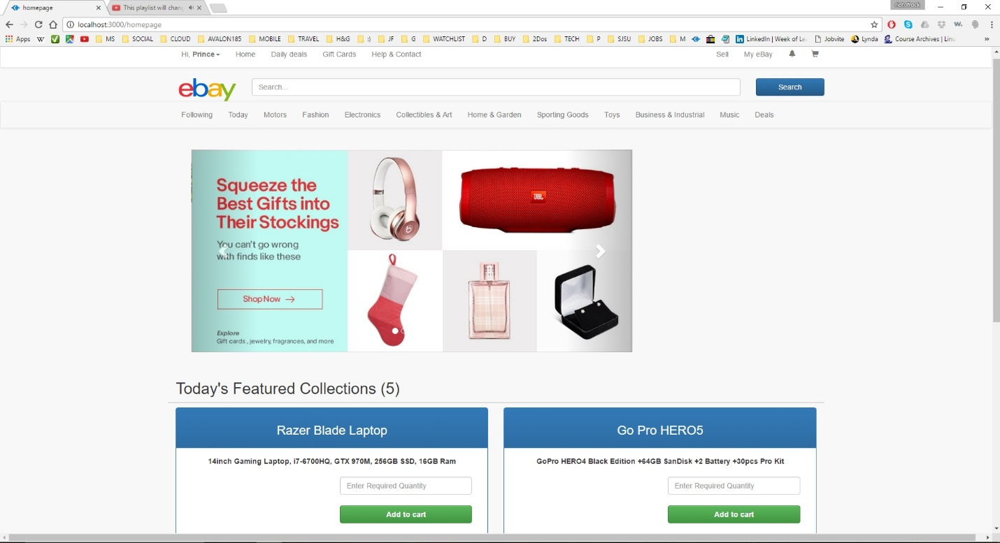 riotofrock
homepage
This playlist will chang
localhost:3000/homepage
Apps W MS SOCIAL CLOUD AVALON185 MOBILE TRAVEL H&G :) JF G WATCHLIST D BUY 2Dos TECH P SJSU JOBS M LinkedIn | Week of Le Jobvite Lynda Course Archives | Linu »
Hi, Prince Home Daily deals Gift Cards Help & Contact Sell My eBay
ebay Search... Search
Following Today Motors Fashion Electronics Collectibles & Art Home & Garden Sporting Goods Toys Business & Industrial Music Deals
Squeeze the
Best Gifts into
Their Stockings
You can't go wrong
with finds like these
Shop Now →
Explore
Gift cards , jewelry, fragrances, and more
b
JBL
Today's Featured Collections (5)
Razer Blade Laptop
14inch Gaming Laptop, i7-6700HQ, GTX 970M, 256GB SSD, 16GB Ram
Enter Required Quantity
Add to cart
Go Pro HERO5
GoPro HERO4 Black Edition +64GB SanDisk +2 Battery +30pcs Pro Kit
Enter Required Quantity
Add to cart